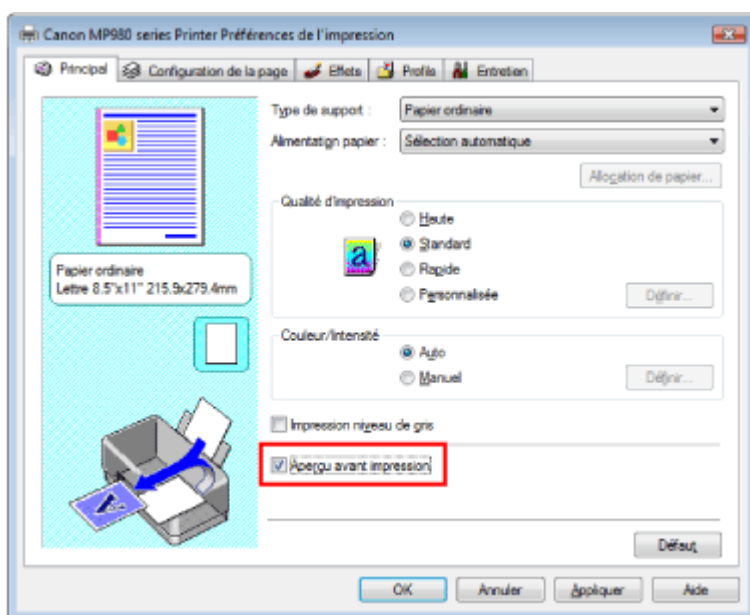 Canon MP980 series Printer Préférences de l'impression
Principal Configuration de la page Effets Profils Entretien
Type de support : Papier ordinaire
Alimentation papier : Sélection automatique
Allocation de papier...
Qualité d'impression
Haute
Standard
Rapide
Personnalisée Définir...
Papier ordinaire
Lettre 8.5"x11" 215.9x279.4mm
Couleur/Intensité
Auto
Manuel Définir...
Impression niveau de gris
Aperçu avant impression
Défaut
OK Annuler Appliquer Aide